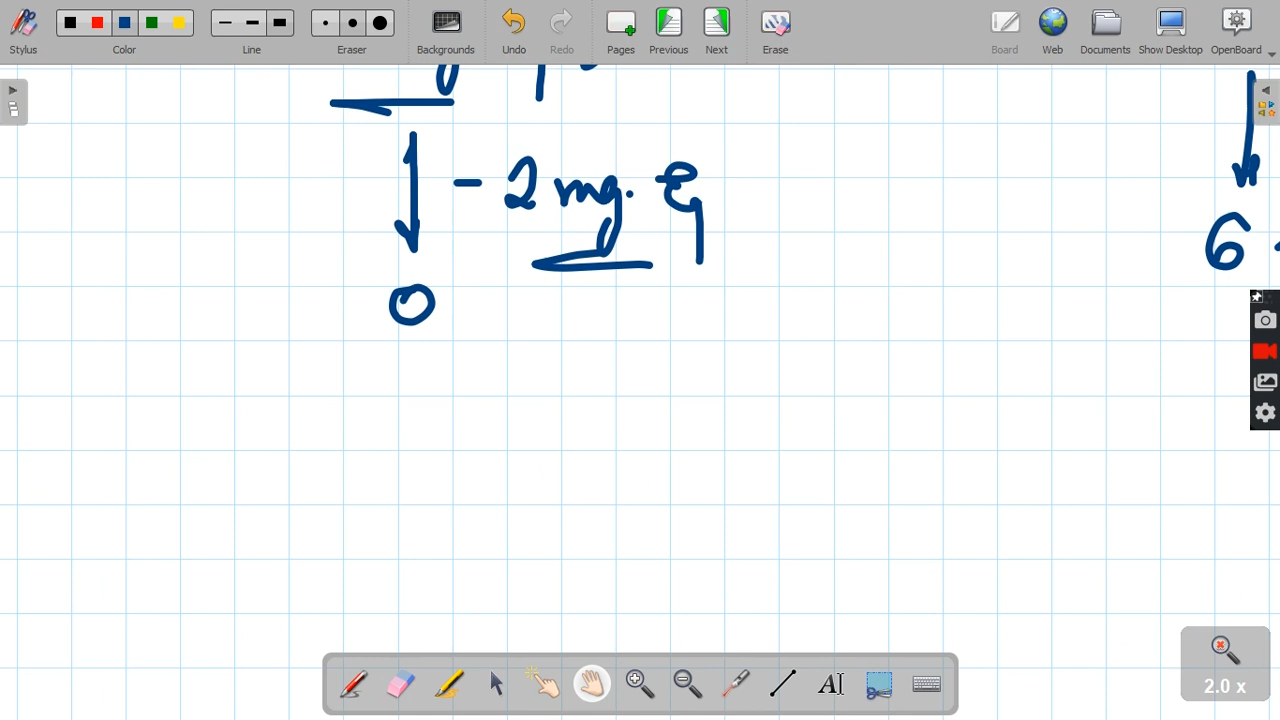 Stylus
Color
Line
Eraser
Backgrounds
Undo
Redo
Pages
Previous
Next
Erase
Board
Web
Documents
Show Desktop
OpenBoard
- 2 mg. Eq
0
6
2.0 x